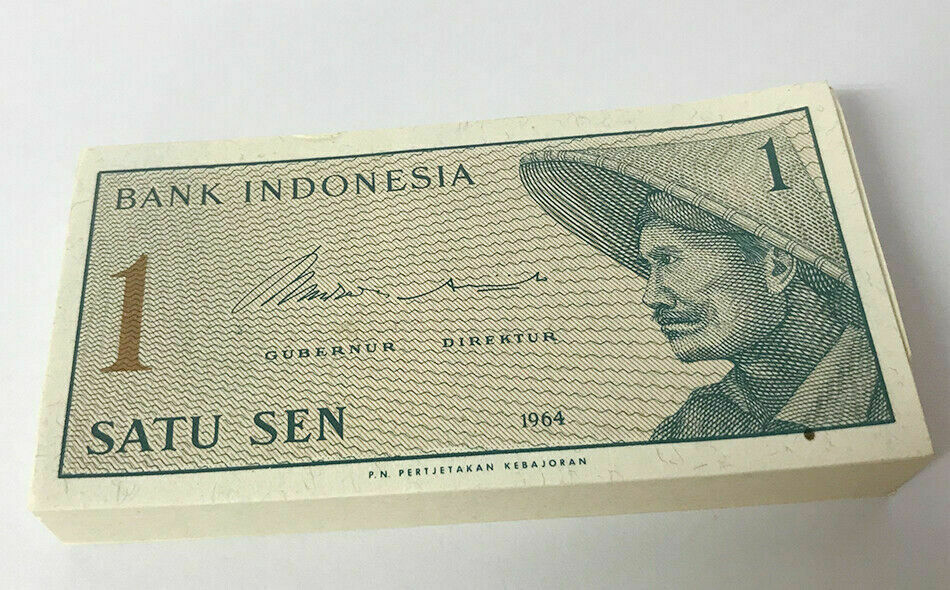 BANK INDONESIA
1
1
GUBERNUR DIREKTUR
SATU SEN
1964
P.N. PERTJETAKAN KEBAJORAN